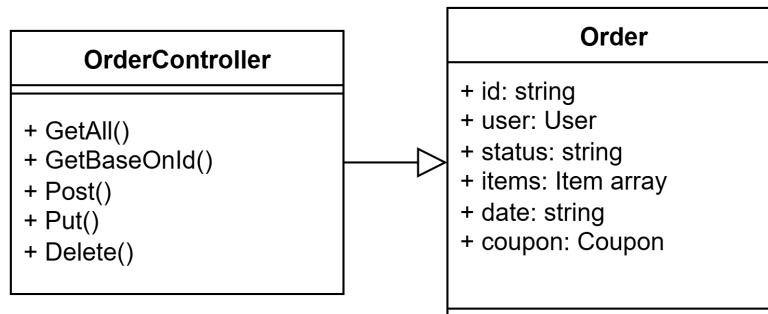 OrderController
+ GetAll()
+ GetBaseOnId()
+ Post()
+ Put()
+ Delete()
Order
+ id: string
+ user: User
+ status: string
+ items: Item array
+ date: string
+ coupon: Coupon